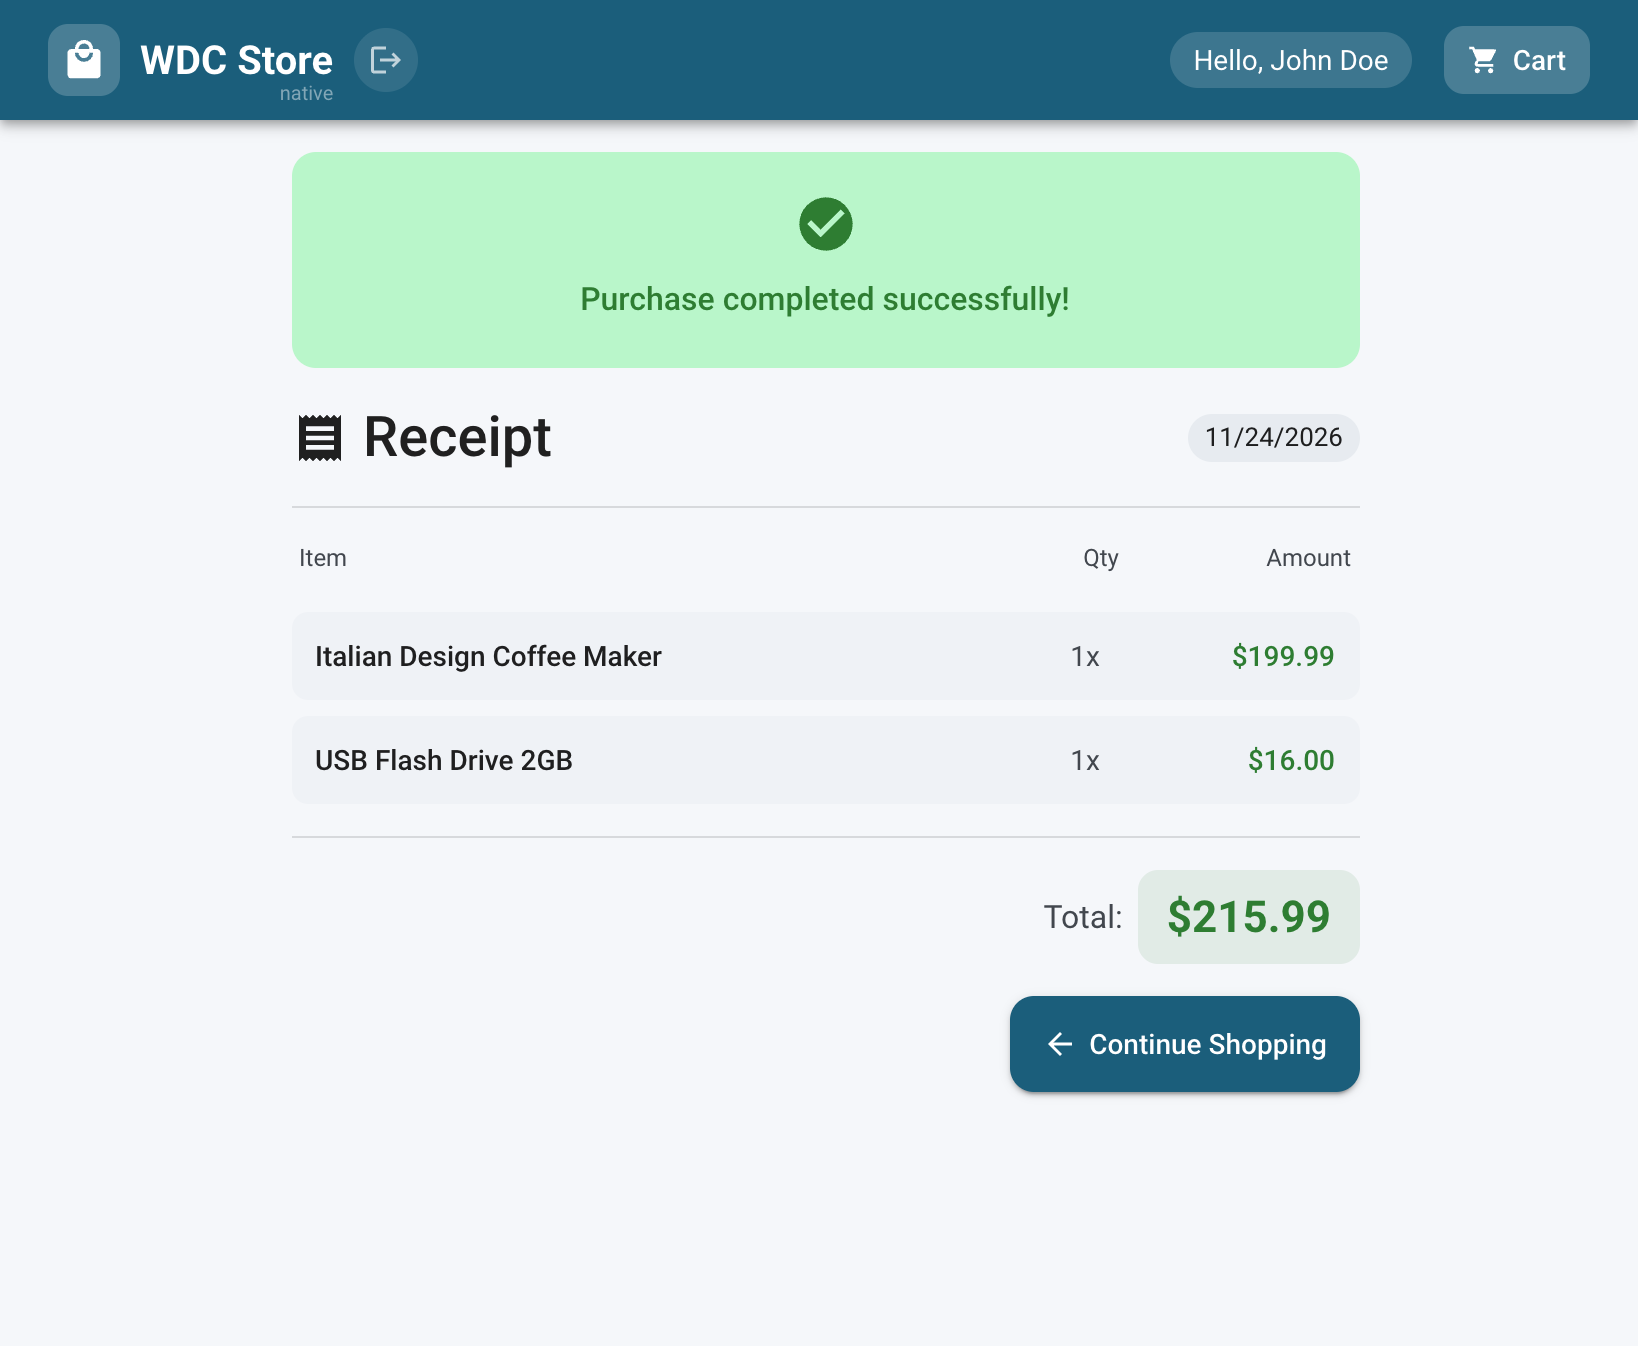 WDC Store
native
Hello, John Doe
Cart
Purchase completed successfully!
Receipt
11/24/2026
Item Qty Amount
Italian Design Coffee Maker 1x $199.99
USB Flash Drive 2GB 1x $16.00
Total: $215.99
Continue Shopping